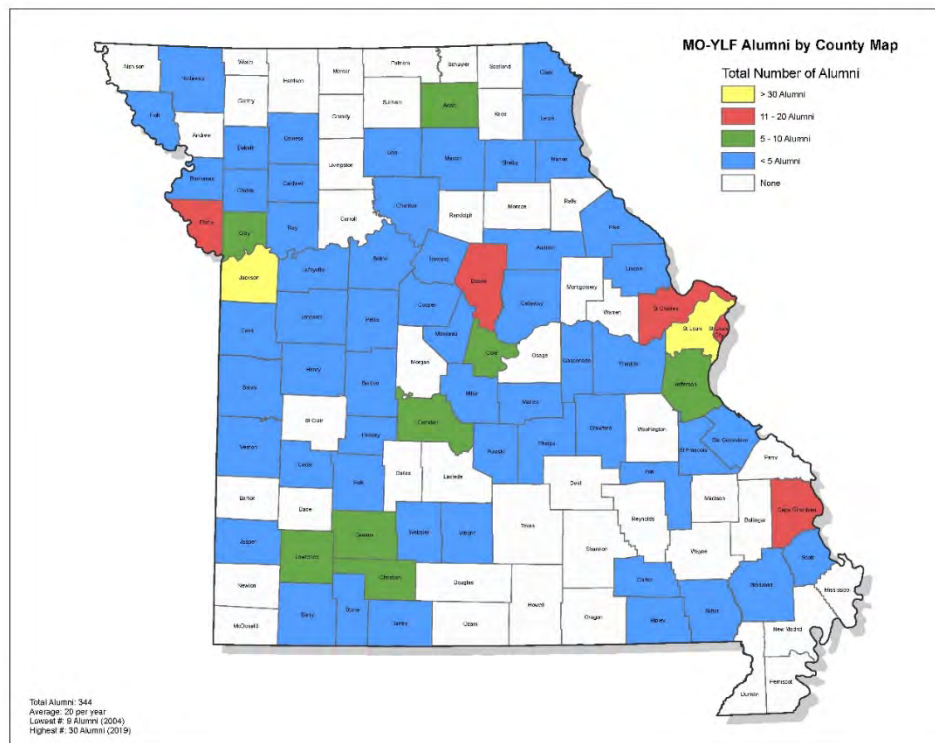 MO-YLF Alumni by County Map
Total Number of Alumni
> 30 Alumni
11 - 20 Alumni
5 - 10 Alumni
< 5 Alumni
None
Atchison
Nodaway
Worth
Harrison
Mercer
Putnam
Schuyler
Scotland
Clark
Gentry
Sullivan
Adair
Knox
Lewis
Holt
Andrew
Grundy
DeKalb
Daviess
Livingston
Linn
Macon
Shelby
Marion
Buchanan
Clinton
Caldwell
Chariton
Randolph
Monroe
Ralls
Pike
Platte
Clay
Ray
Carroll
Audrain
Lincoln
Jackson
Lafayette
Saline
Howard
Boone
Callaway
Montgomery
Warren
St Charles
St Louis
Cass
Johnson
Pettis
Cooper
Moniteau
Cole
Osage
Gasconade
Franklin
Jefferson
Bates
Henry
Benton
Morgan
Miller
Maries
Camden
St Clair
Vernon
Hickory
Pulaski
Phelps
Crawford
Washington
St Francois
Ste Genevieve
Perry
Cedar
Polk
Dallas
Laclede
Dent
Iron
Madison
Bollinger
Cape Girardeau
Barton
Dade
Jasper
Greene
Webster
Wright
Texas
Shannon
Reynolds
Wayne
Scott
Lawrence
Christian
Douglas
Newton
Carter
Stoddard
Mississippi
McDonald
Barry
Stone
Taney
Ozark
Howell
Oregon
Ripley
Butler
New Madrid
Dunklin
Pemiscot
Total Alumni: 344
Average: 20 per year
Lowest #: 9 Alumni (2004)
Highest #: 30 Alumni (2019)